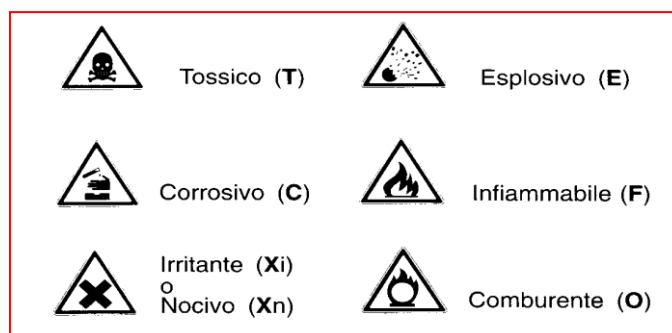 Tossico (T)
Esplosivo (E)
Corrosivo (C)
Infiammabile (F)
Irritante (Xi)
o
Nocivo (Xn)
Comburente (O)